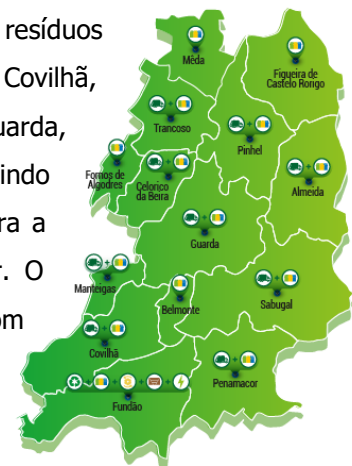 resíduos
Covilhã,
uarda,
indo
ra a
r. O
om
Mêda
Figueira de
Castelo Rongo
Trancoso
Pinhel
Fornos de
Algodres
Celorico
da Beira
Almeida
Guarda
Manteigas
Belmonte
Sabugal
Covilhã
Penamacor
Fundão